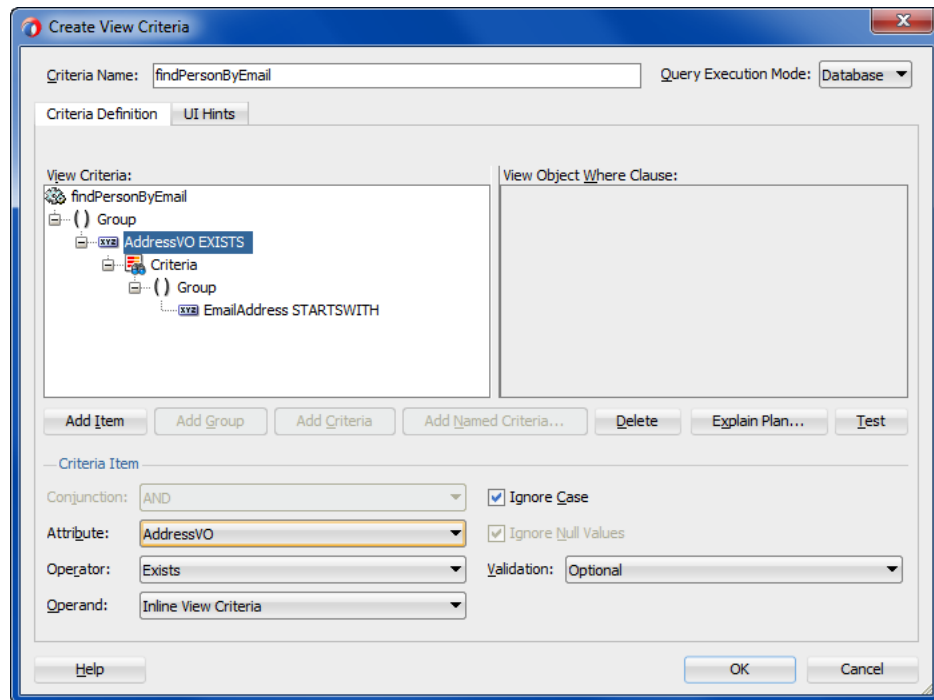 Create View Criteria
Criteria Name: findPersonByEmail Query Execution Mode: Database
Criteria Definition UI Hints
View Criteria: View Object Where Clause:
findPersonByEmail
( ) Group
xyz AddressVO EXISTS
Criteria
( ) Group
xyz EmailAddress STARTSWITH
Add Item Add Group Add Criteria Add Named Criteria... Delete Explain Plan... Test
Criteria Item
Conjunction: AND Ignore Case
Attribute: AddressVO Ignore Null Values
Operator: Exists Validation: Optional
Operand: Inline View Criteria
Help OK Cancel